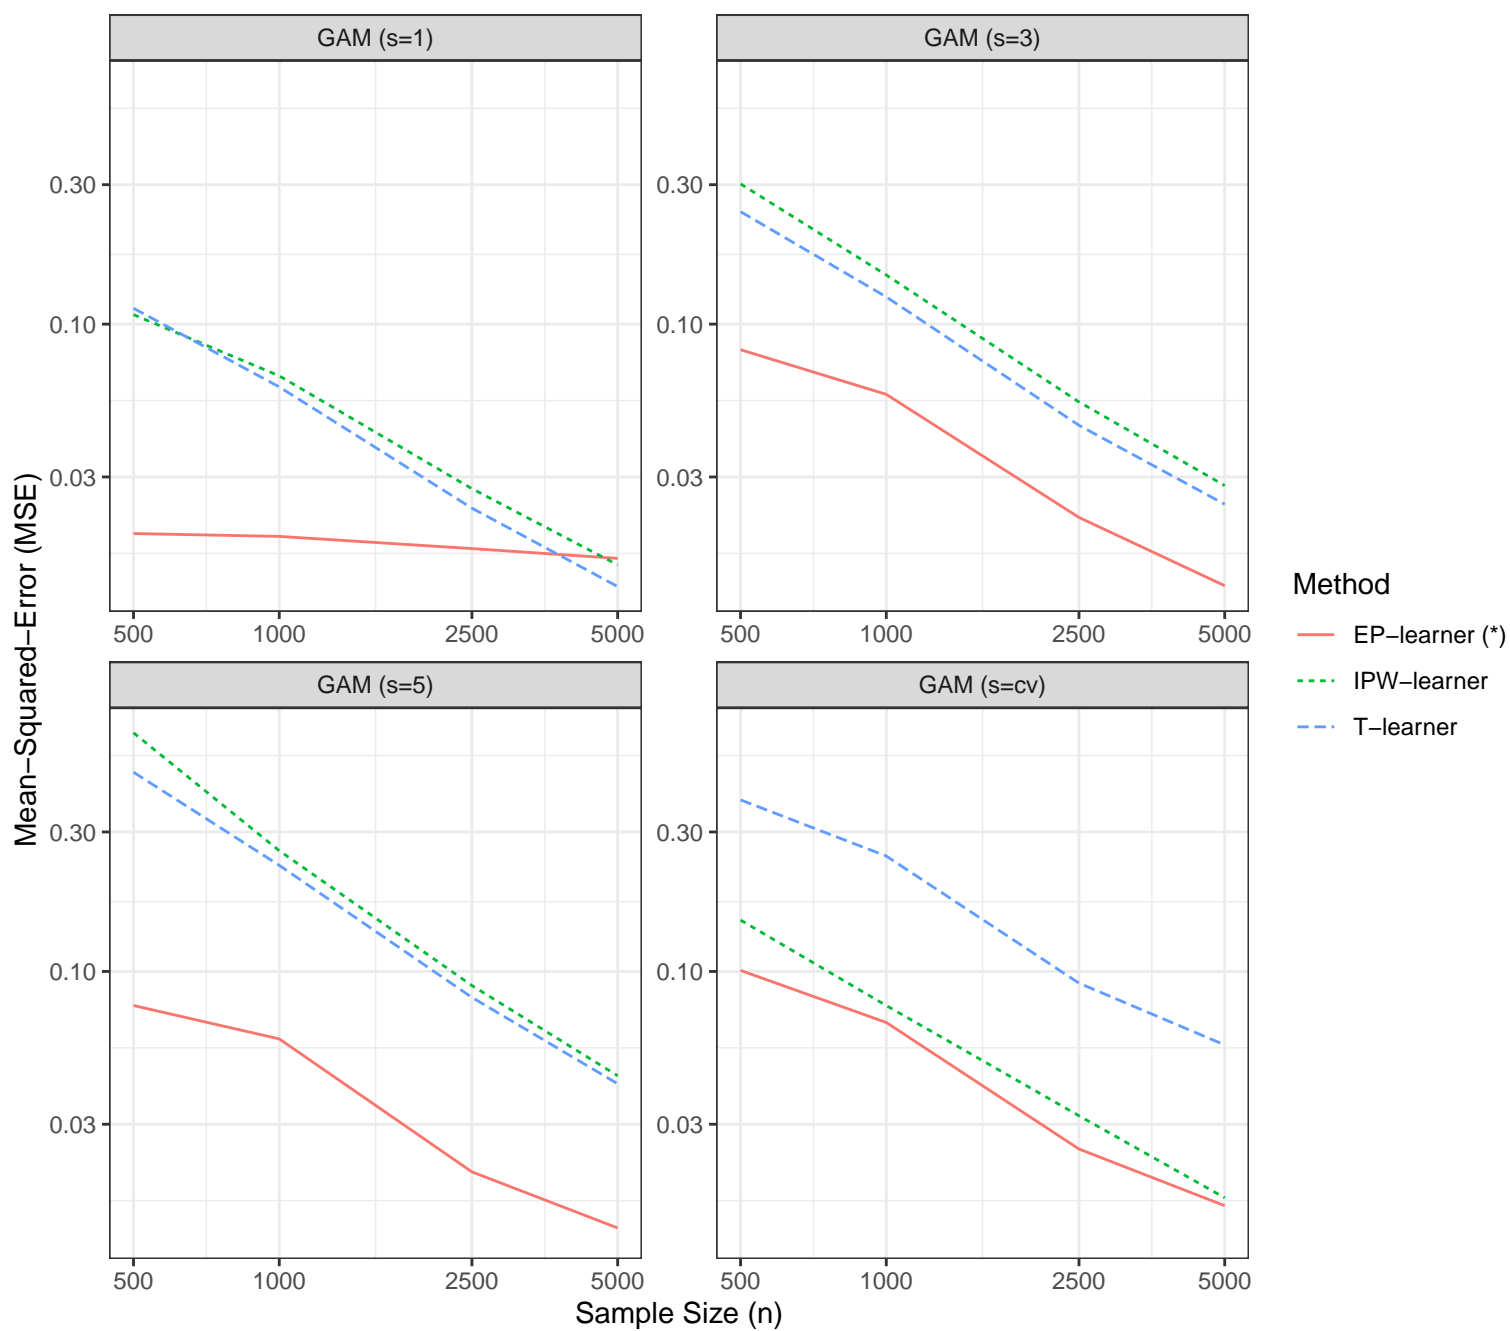 GAM (s=1)
GAM (s=3)
0.30
0.10
0.03
0.30
0.10
0.03
500
1000
2500
5000
500
1000
2500
5000
GAM (s=5)
GAM (s=cv)
0.30
0.10
0.03
0.30
0.10
0.03
500
1000
2500
5000
500
1000
2500
5000
Sample Size (n)
Mean−Squared−Error (MSE)
Method
EP−learner (*)
IPW−learner
T−learner